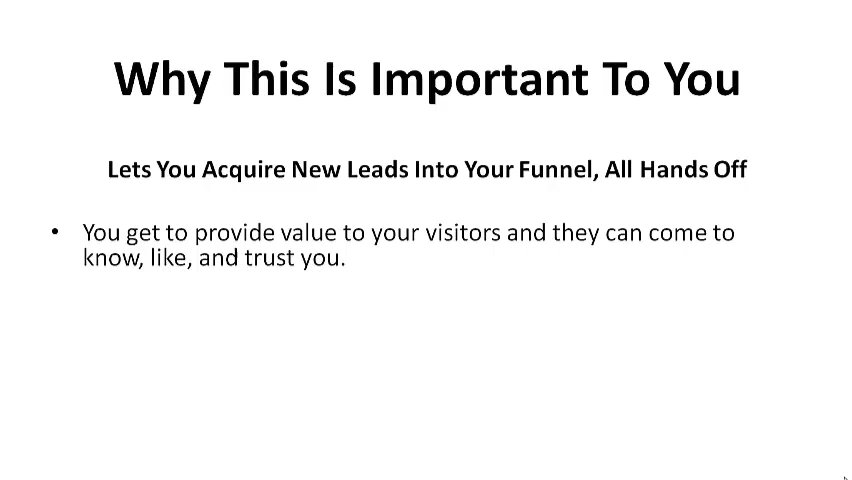 Why This Is Important To You
Lets You Acquire New Leads Into Your Funnel, All Hands Off
• You get to provide value to your visitors and they can come to
know, like, and trust you.